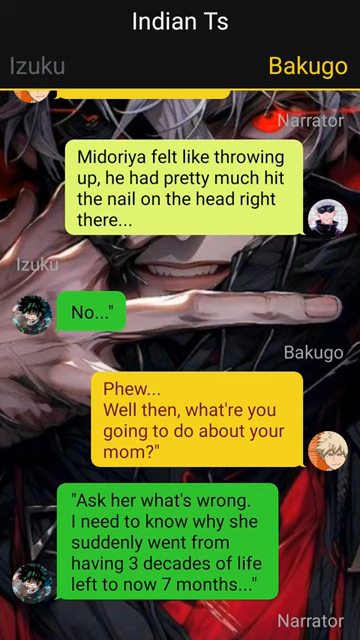 Indian Ts
Izuku
Bakugo
Narrator
Midoriya felt like throwing
up, he had pretty much hit
the nail on the head right
there...
Izuku
No..."
Bakugo
Phew...
Well then, what're you
going to do about your
mom?"
"Ask her what's wrong.
I need to know why she
suddenly went from
having 3 decades of life
left to now 7 months..."
Narrator